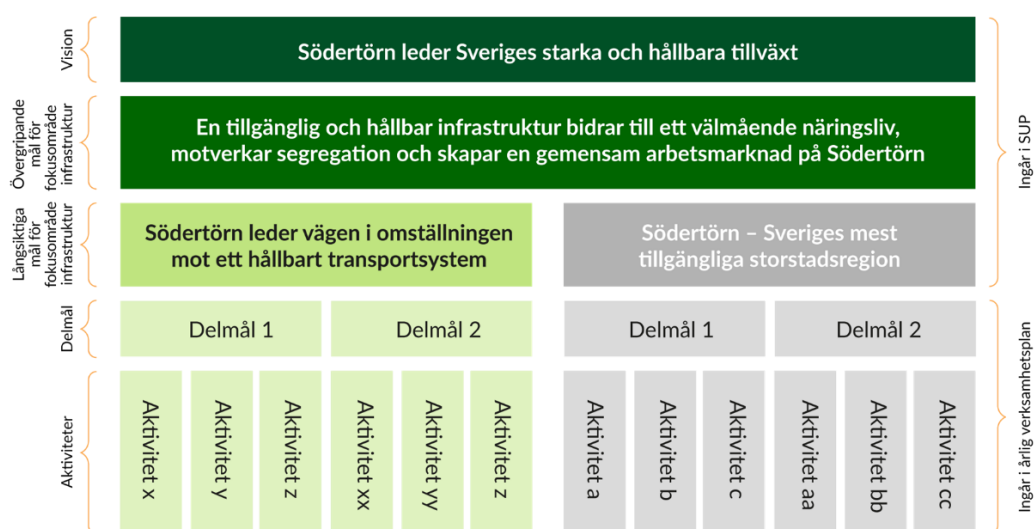 Vision
Södertörn leder Sveriges starka och hållbara tillväxt
Övergripande
mål för
fokusområde
infrastruktur
En tillgänglig och hållbar infrastruktur bidrar till ett välmående näringsliv,
motverkar segregation och skapar en gemensam arbetsmarknad på Södertörn
Ingår i SUP
Långsiktiga
mål för
fokusområde
infrastruktur
Södertörn leder vägen i omställningen
mot ett hållbart transportsystem
Södertörn – Sveriges mest
tillgängliga storstadsregion
Delmål
Delmål 1
Delmål 2
Delmål 1
Delmål 2
Aktiviteter
Aktivitet x
Aktivitet y
Aktivitet z
Aktivitet xx
Aktivitet yy
Aktivitet z
Aktivitet a
Aktivitet b
Aktivitet c
Aktivitet aa
Aktivitet bb
Aktivitet cc
Ingår i årlig verksamhetsplan